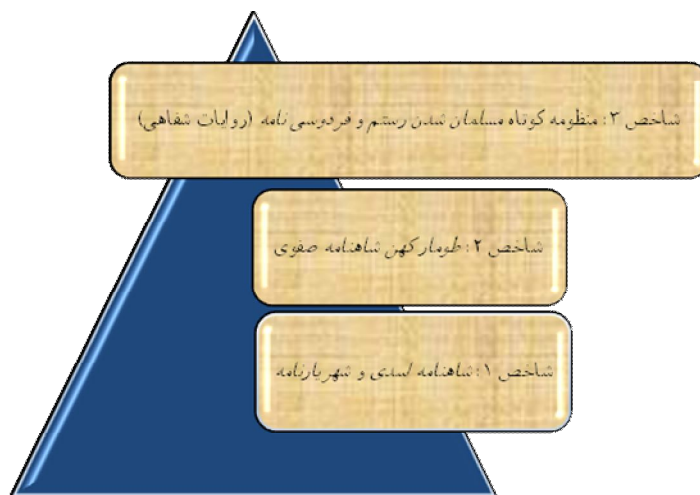 شاخص ۳: منظومه کوتاه مسلمان شدن رستم و فردوسی نامه (روایات شفاهی)
شاخص ۲: طومار کهن شاهنامه صفوی
شاخص ۱: شاهنامه اسدی و شهریارنامه